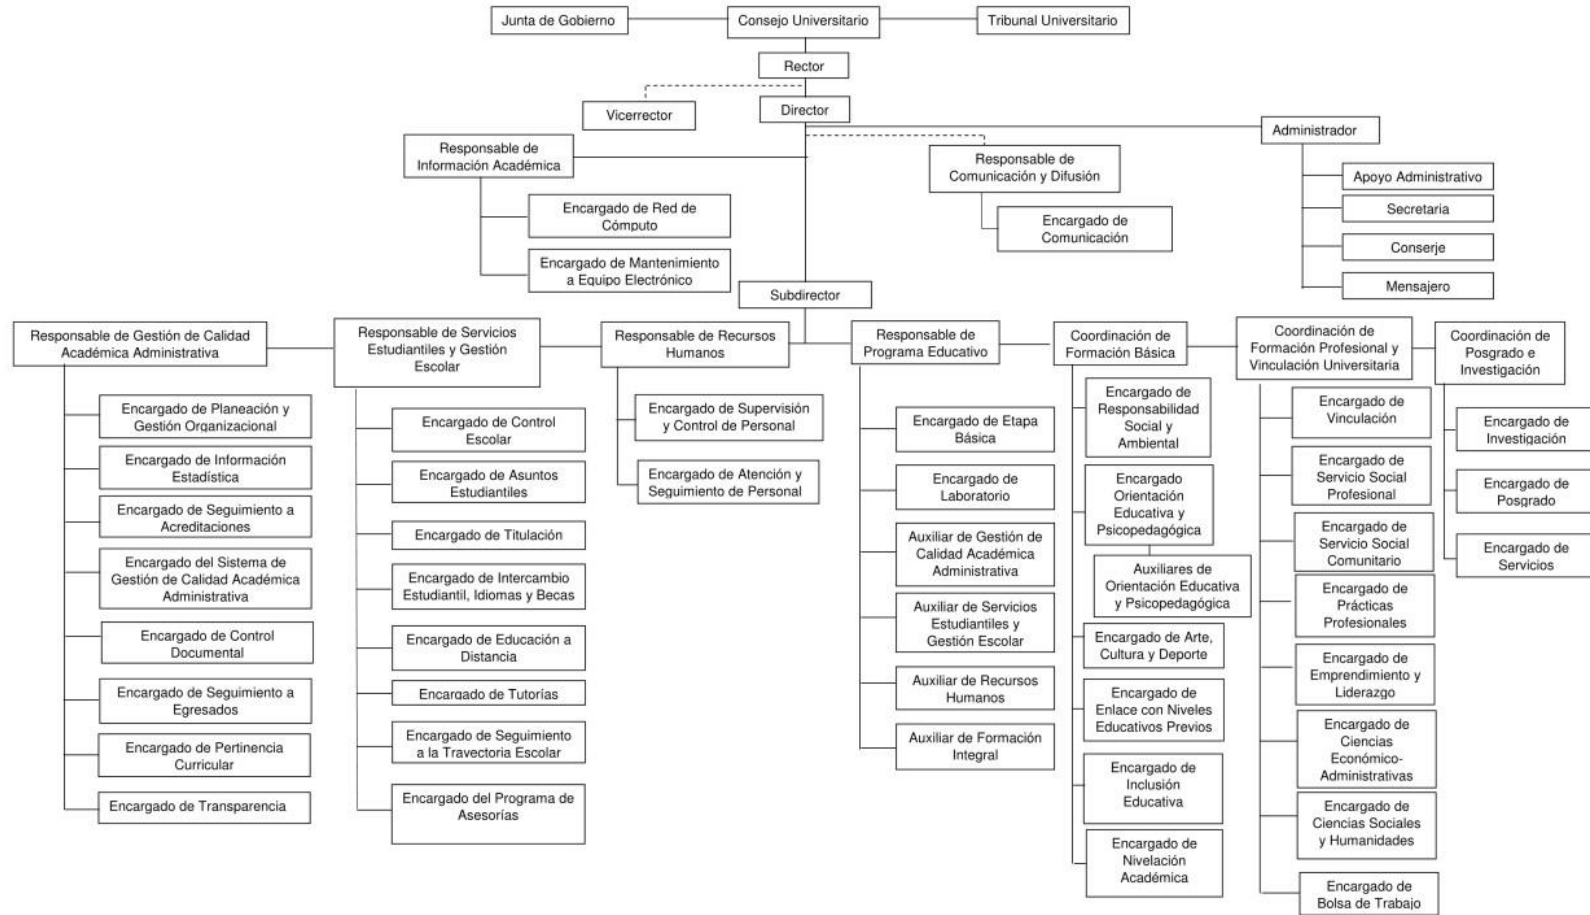 Junta de Gobierno
Consejo Universitario
Tribunal Universitario
Rector
Vicerrector
Director
Administrador
Responsable de
Información Académica
Responsable de
Comunicación y Difusión
Apoyo Administrativo
Encargado de Red de
Cómputo
Encargado de
Comunicación
Secretaria
Conserje
Encargado de Mantenimiento
a Equipo Electrónico
Mensajero
Subdirector
Responsable de Gestión de Calidad
Académica Administrativa
Responsable de Servicios
Estudiantiles y Gestión
Escolar
Responsable de Recursos
Humanos
Responsable de
Programa Educativo
Coordinación de
Formación Básica
Coordinación de
Formación Profesional y
Vinculación Universitaria
Coordinación de
Posgrado e
Investigación
Encargado de Planeación y
Gestión Organizacional
Encargado de Información
Estadística
Encargado de Seguimiento a
Acreditaciones
Encargado del Sistema de
Gestión de Calidad Académica
Administrativa
Encargado de Control
Documental
Encargado de Seguimiento a
Egresados
Encargado de Pertinencia
Curricular
Encargado de Transparencia
Encargado de Control
Escolar
Encargado de Asuntos
Estudiantiles
Encargado de Titulación
Encargado de Intercambio
Estudiantil, Idiomas y Becas
Encargado de Educación a
Distancia
Encargado de Tutorías
Encargado de Seguimiento
a la Trayectoria Escolar
Encargado del Programa de
Asesorías
Encargado de Supervisión
y Control de Personal
Encargado de Atención y
Seguimiento de Personal
Encargado de Etapa
Básica
Encargado de
Laboratorio
Auxiliar de Gestión de
Calidad Académica
Administrativa
Auxiliar de Servicios
Estudiantiles y
Gestión Escolar
Auxiliar de Recursos
Humanos
Auxiliar de Formación
Integral
Encargado de
Responsabilidad
Social y
Ambiental
Encargado
Orientación
Educativa y
Psicopedagógica
Auxiliares de
Orientación Educativa
y Psicopedagógica
Encargado de Arte,
Cultura y Deporte
Encargado de
Enlace con Niveles
Educativos Previos
Encargado de
Inclusión
Educativa
Encargado de
Nivelación
Académica
Encargado de
Vinculación
Encargado de
Servicio Social
Profesional
Encargado de
Servicio Social
Comunitario
Encargado de
Prácticas
Profesionales
Encargado de
Emprendimiento y
Liderazgo
Encargado de
Ciencias
Económico-
Administrativas
Encargado de
Ciencias Sociales
y Humanidades
Encargado de
Bolsa de Trabajo
Encargado de
Investigación
Encargado de
Posgrado
Encargado de
Servicios